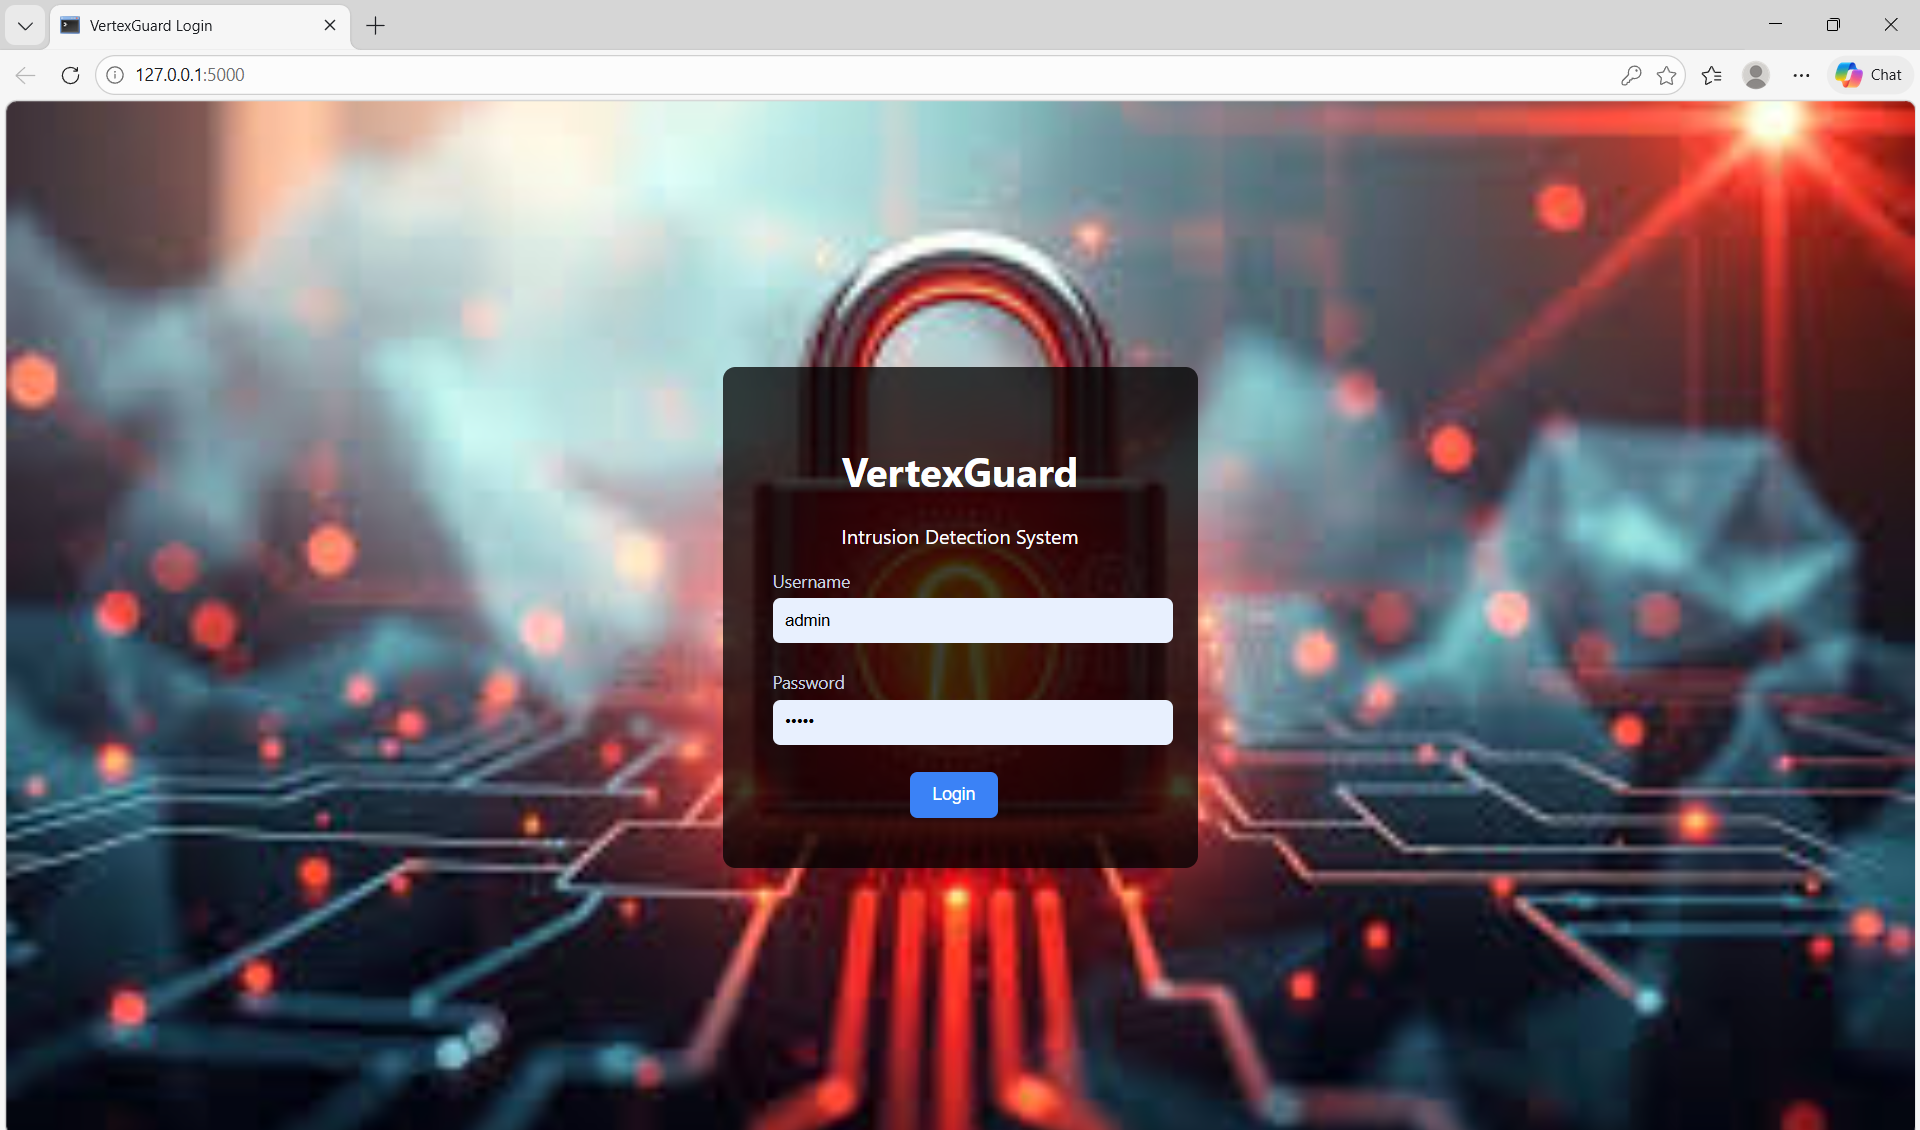 VertexGuard Login
127.0.0.1:5000
Chat
VertexGuard
Intrusion Detection System
Username
admin
Password
•••••
Login